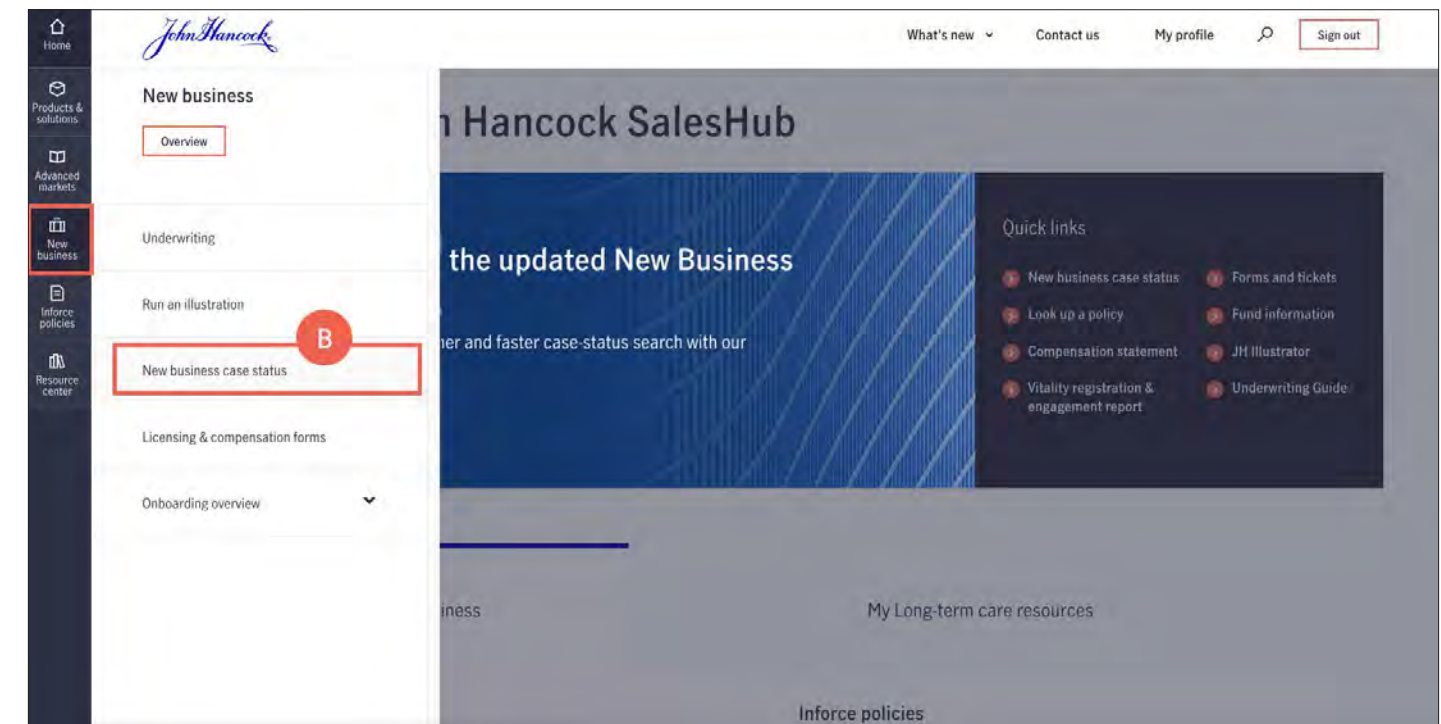 Home
Products &
solutions
Advanced
markets
New
business
Inforce
policies
Resource
center
John Hancock
What's new
Contact us
My profile
Sign out
New business
Overview
Underwriting
Run an illustration
B
New business case status
Licensing & compensation forms
Onboarding overview
Hancock SalesHub
the updated New Business
and faster case-status search with our
Quick links
New business case status
Look up a policy
Compensation statement
Vitality registration &
engagement report
Forms and tickets
Fund information
JH Illustrator
Underwriting Guide
My Long-term care resources
Inforce policies